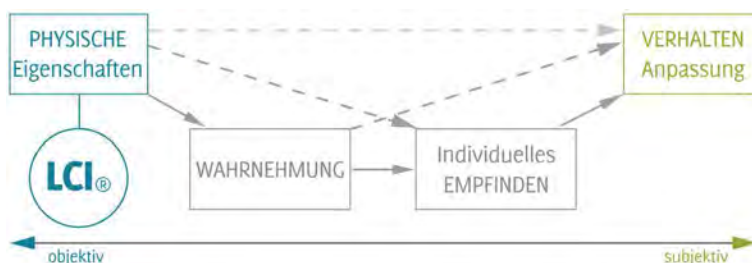 PHYSISCHE
Eigenschaften
VERHALTEN
Anpassung
LCI®
WAHRNEHMUNG
Individuelles
EMPFINDEN
objektiv
subjektiv